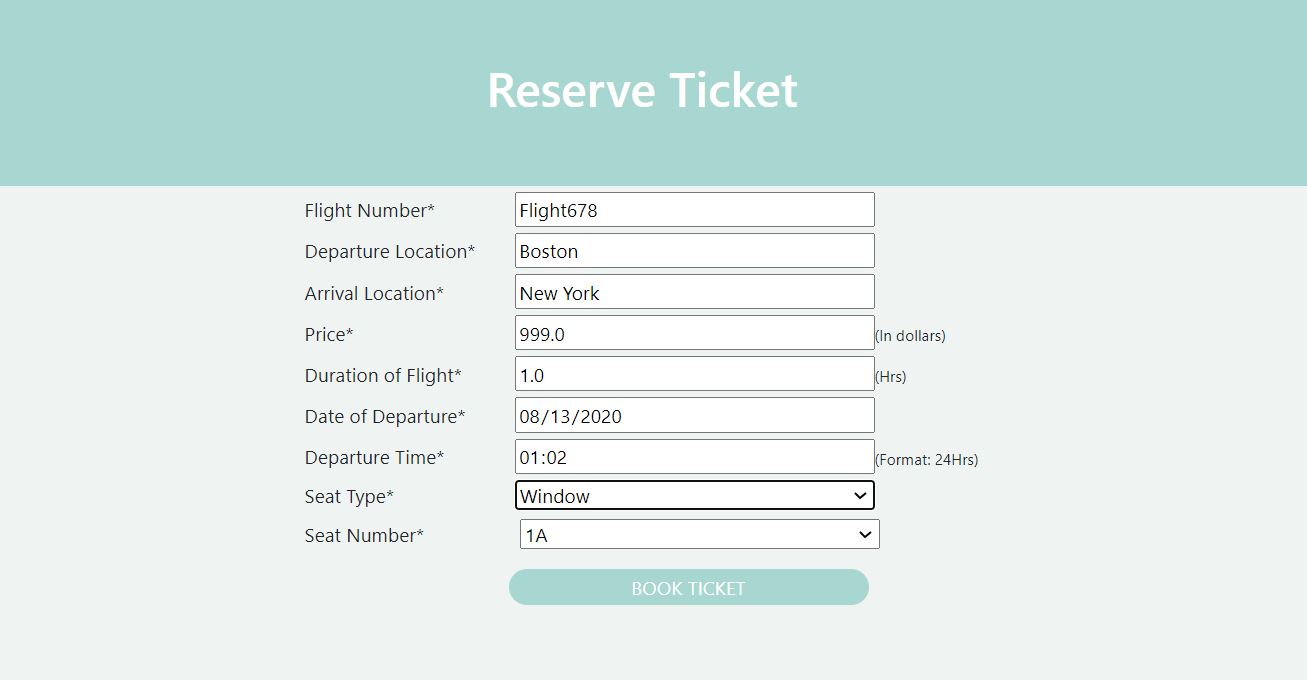 Reserve Ticket
Flight Number* Flight678
Departure Location* Boston
Arrival Location* New York
Price* 999.0 (In dollars)
Duration of Flight* 1.0 (Hrs)
Date of Departure* 08/13/2020
Departure Time* 01:02 (Format: 24Hrs)
Seat Type* Window
Seat Number* 1A
BOOK TICKET